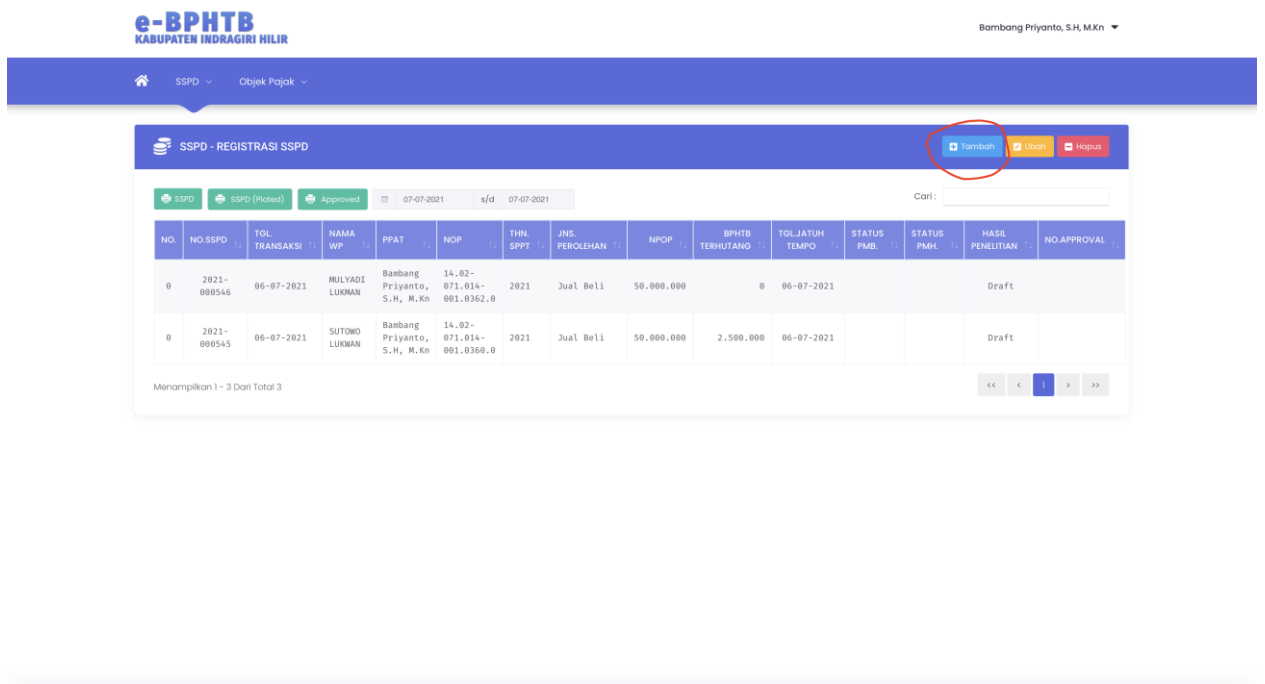 e-BPHTB
KABUPATEN INDRAGIRI HILIR
Bambang Priyanto, S.H, M.Kn
SSPD
Objek Pajak
SSPD - REGISTRASI SSPD
Tambah
Ubah
Hapus
SSPD
SSPD (Ploted)
Approved
07-07-2021
s/d
07-07-2021
Cari :
NO.
NO.SSPD
TGL. TRANSAKSI
NAMA WP
PPAT
NOP
THN. SPPT
JNS. PEROLEHAN
NPOP
BPHTB TERHUTANG
TGL.JATUH TEMPO
STATUS PMB.
STATUS PMH.
HASIL PENELITIAN
NO.APPROVAL
0
2021-000546
06-07-2021
MULYADI LUKMAN
Bambang Priyanto, S.H, M.Kn
14.02-071.014-001.0362.0
2021
Jual Beli
50.000.000
0
06-07-2021
Draft
0
2021-000545
06-07-2021
SUTOWO LUKWAN
Bambang Priyanto, S.H, M.Kn
14.02-071.014-001.0360.0
2021
Jual Beli
50.000.000
2.500.000
06-07-2021
Draft
Menampilkan 1 - 3 Dari Total 3
<< < 1 > >>